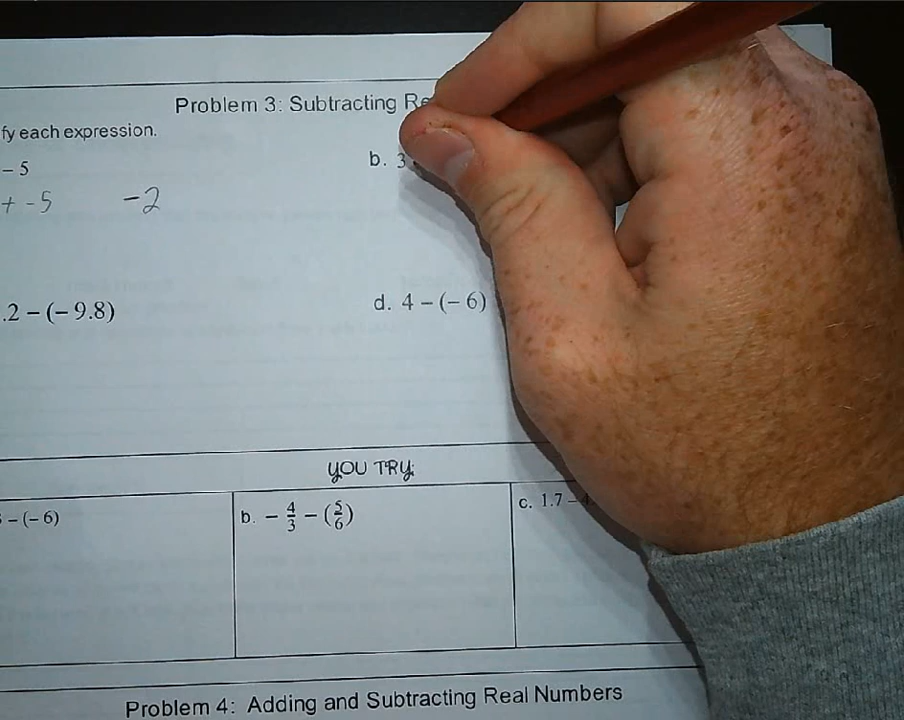 Problem 3: Subtracting
fy each expression.
– 5
b. 3
+ -5 -2
.2 – (– 9.8)
d. 4 – (– 6)
YOU TRY:
– (– 6)
b. – 4/3 – (5/6)
c. 1.7 –
Problem 4: Adding and Subtracting Real Numbers